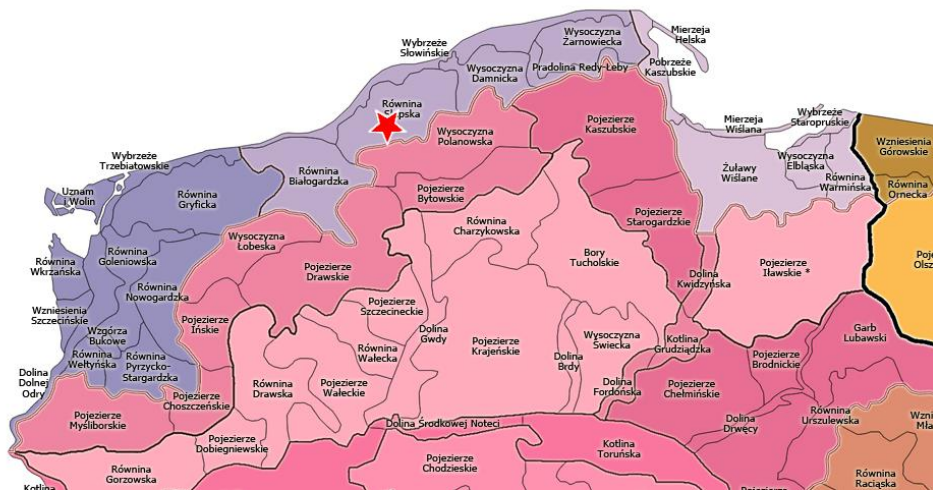 Mierzeja
Helska
Wysoczyzna
Żarnowiecka
Wybrzeże
Słowińskie
Pobrzeże
Kaszubskie
Wysoczyzna
Damnicka
Pradolina Redy-Łeby
Równina
Wysoczyzna
Polanowska
Pojezierze
Kaszubskie
Mierzeja
Wiślana
Wybrzeże
Staropruskie
Wzniesienia
Górowskie
Wybrzeże
Trzebiatowskie
Żuławy
Wiślane
Wysoczyzna
Elbląska
Równina
Warmińska
Równina
Ornecka
Uznam
i Wolin
Równina
Gryficka
Równina
Białogardzka
Pojezierze
Bytowskie
Równina
Charzykowska
Pojezierze
Starogardzkie
Wysoczyzna
Łobeska
Bory
Tucholskie
Równina
Wkrzańska
Równina
Goleniowska
Pojezierze
Drawskie
Dolina
Kwidzyńska
Pojezierze
Iławskie *
Równina
Nowogardzka
Wzniesienia
Szczecińskie
Wzgórza
Bukowe
Pojezierze
Ińskie
Pojezierze
Szczecineckie
Dolina
Gwdy
Pojezierze
Krajeńskie
Wysoczyzna
Świecka
Kotlina
Grudziądzka
Garb
Lubawski
Równina
Wełtyńska
Równina
Pyrzycko-
Stargardzka
Równina
Wałecka
Dolina
Brdy
Pojezierze
Brodnickie
Dolina
Dolnej
Odry
Pojezierze
Choszczeńskie
Równina
Drawska
Pojezierze
Wałeckie
Dolina
Fordońska
Pojezierze
Chełmińskie
Pojezierze
Myśliborskie
Dolina Środkowej Noteci
Dolina
Drwęcy
Równina
Urszulewska
Pojezierze
Dobiegniewskie
Kotlina
Toruńska
Równina
Gorzowska
Pojezierze
Chodzieskie
Równina
Raciąska
Kotlina
Pojezierze